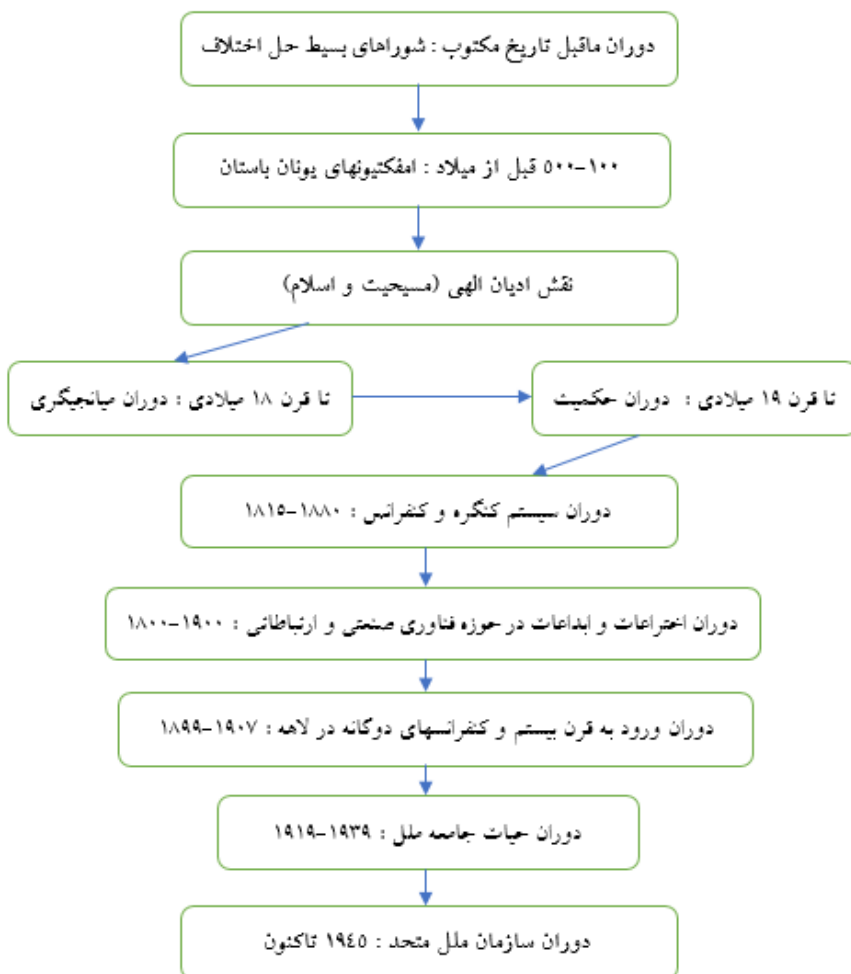 دوران ماقبل تاریخ مکتوب : شوراهای بسیط حل اختلاف
۱۰۰-۵۰۰ قبل از میلاد : امفکتیونهای یونان باستان
نقش ادیان الهی (مسیحیت و اسلام)
تا قرن ۱۸ میلادی : دوران میانجیگری
تا قرن ۱۹ میلادی : دوران حکمیت
دوران سیستم کنگره و کنفرانس : ۱۸۸۰-۱۸۱۵
دوران اختراعات و ابداعات در حوزه فناوری صنعتی و ارتباطاتی : ۱۹۰۰-۱۸۰۰
دوران ورود به قرن بیستم و کنفرانسهای دوگانه در لاهه : ۱۹۰۷-۱۸۹۹
دوران حیات جامعه ملل : ۱۹۳۹-۱۹۱۹
دوران سازمان ملل متحد : ۱۹٤٥ تاکنون